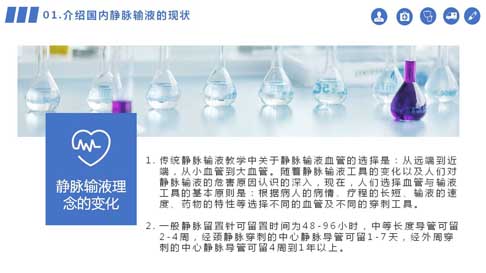 01.介绍国内静脉输液的现状
静脉输液理
念的变化
1. 传统静脉输液教学中关于静脉输液血管的选择是：从远端到近
端，从小血管到大血管。随着静脉输液工具的变化以及人们对
静脉输液的危害原因认识的深入，现在，人们选择血管与输液
工具的基本原则是：根据病人的病情、疗程的长短、输液的速
度、药物的特性等选择不同的血管及不同的穿刺工具。
2. 一般静脉留置针可留置时间为48-96小时，中等长度导管可留
2-4周，经颈静脉穿刺的中心静脉导管可留1-7天，经外周穿刺
的中心静脉导管可留4周到1年以上。